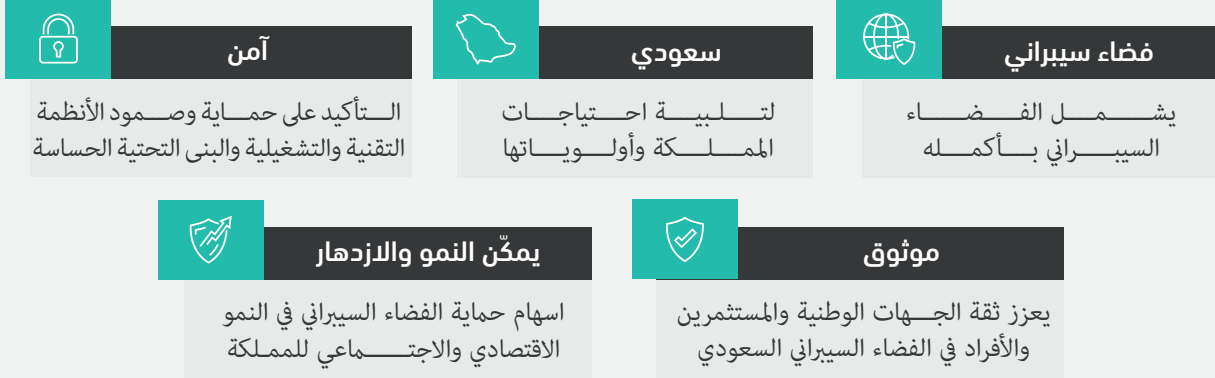 فضاء سيبراني
يشمل الفضاء
السيبراني بأكمله
سعودي
لتلبية احتياجات
المملكة وأولوياتها
آمن
التأكيد على حماية وصمود الأنظمة
التقنية والتشغيلية والبنى التحتية الحساسة
موثوق
يعزز ثقة الجهات الوطنية والمستثمرين
والأفراد في الفضاء السيبراني السعودي
يمكّن النمو والازدهار
اسهام حماية الفضاء السيبراني في النمو
الاقتصادي والاجتماعي للمملكة